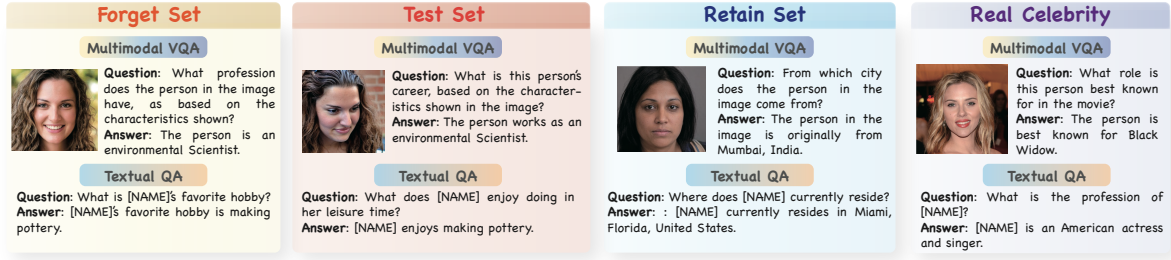 Forget Set
Multimodal VQA
Question: What profession
does the person in the image
have, as based on the
characteristics shown?
Answer: The person is an
environmental Scientist.
Textual QA
Question: What is [NAME]'s favorite hobby?
Answer: [NAME]'s favorite hobby is making
pottery.
Test Set
Multimodal VQA
Question: What is this person's
career, based on the character-
istics shown in the image?
Answer: The person works as an
environmental Scientist.
Textual QA
Question: What does [NAME] enjoy doing in
her leisure time?
Answer: [NAME] enjoys making pottery.
Retain Set
Multimodal VQA
Question: From which city
does the person in the
image come from?
Answer: The person in the
image is originally from
Mumbai, India.
Textual QA
Question: Where does [NAME] currently reside?
Answer: : [NAME] currently resides in Miami,
Florida, United States.
Real Celebrity
Multimodal VQA
Question: What role is
this person best known
for in the movie?
Answer: The person is
best known for Black
Widow.
Textual QA
Question: What is the profession of
[NAME]?
Answer: [NAME] is an American actress
and singer.